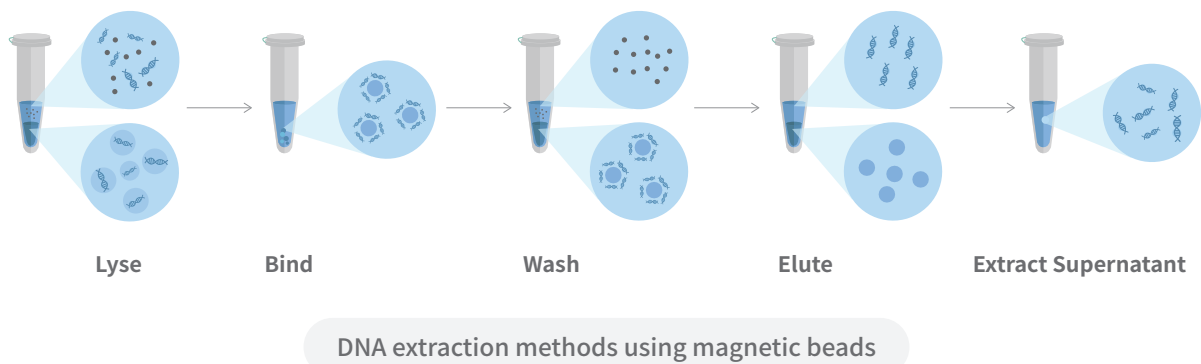 Lyse
Bind
Wash
Elute
Extract Supernatant
DNA extraction methods using magnetic beads